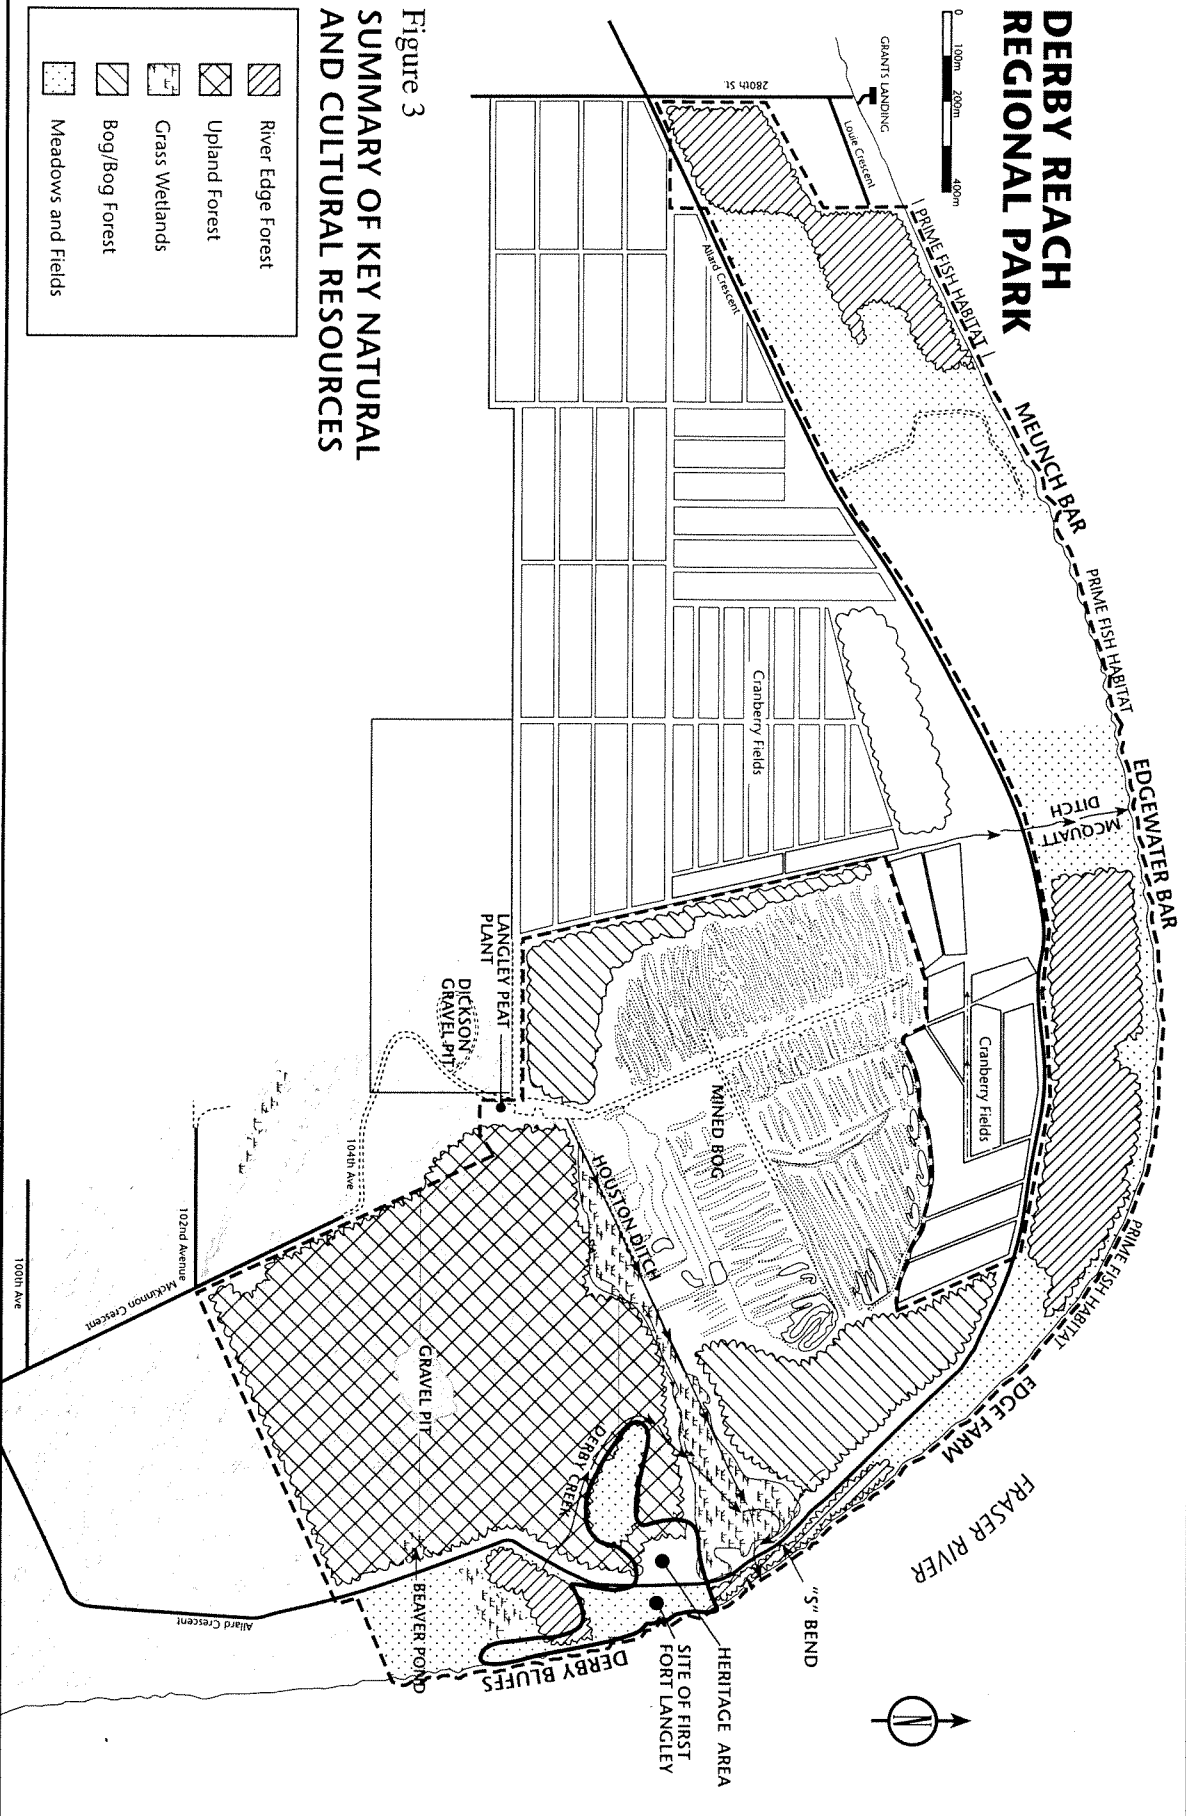 DERBY REACH
REGIONAL PARK
0
100m
200m
400m
GRANTS LANDING
280th St.
Louie Crescent
PRIME FISH HABITAT
MEUNCH BAR
PRIME FISH HABITAT
EDGEWATER BAR
MCQUATT
DITCH
Allard Crescent
Cranberry Fields
Cranberry Fields
PRIME FISH HABITAT
EDGE FARM
FRASER RIVER
MINED BOG
LANGLEY PEAT
PLANT
DICKSON
GRAVEL PIT
HOUSTON DITCH
DERBY CREEK
GRAVEL PIT
"S" BEND
HERITAGE AREA
SITE OF FIRST
FORT LANGLEY
DERBY BLUFFS
BEAVER POND
N
104th Ave
102nd Avenue
100th Ave
McKinnon Crescent
Allard Crescent
Figure 3
SUMMARY OF KEY NATURAL
AND CULTURAL RESOURCES
River Edge Forest
Upland Forest
Grass Wetlands
Bog/Bog Forest
Meadows and Fields